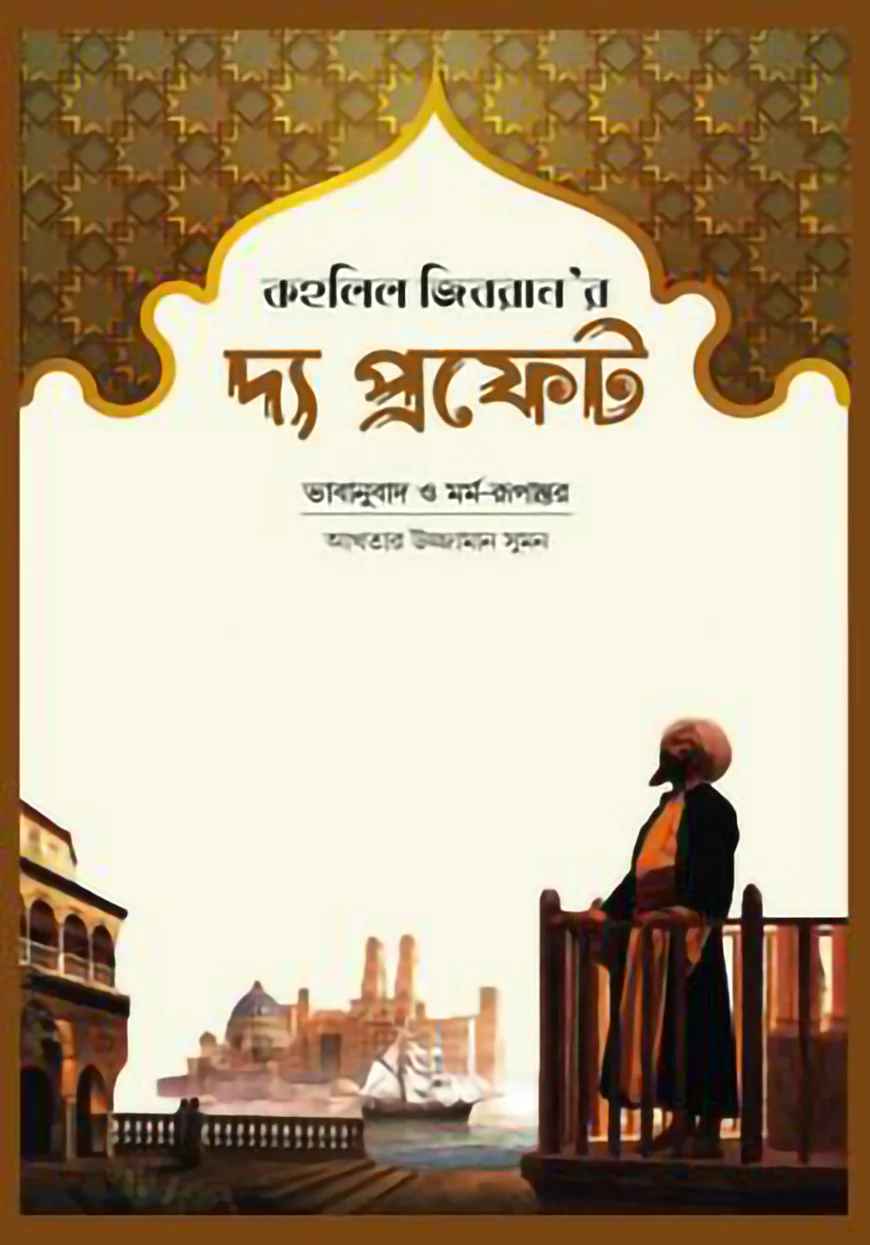 কহলিল জিবরান'র
দ্য প্রফেট
ভাবানুবাদ ও মর্ম-রূপান্তর
আখতার উজ্জামান সুমন